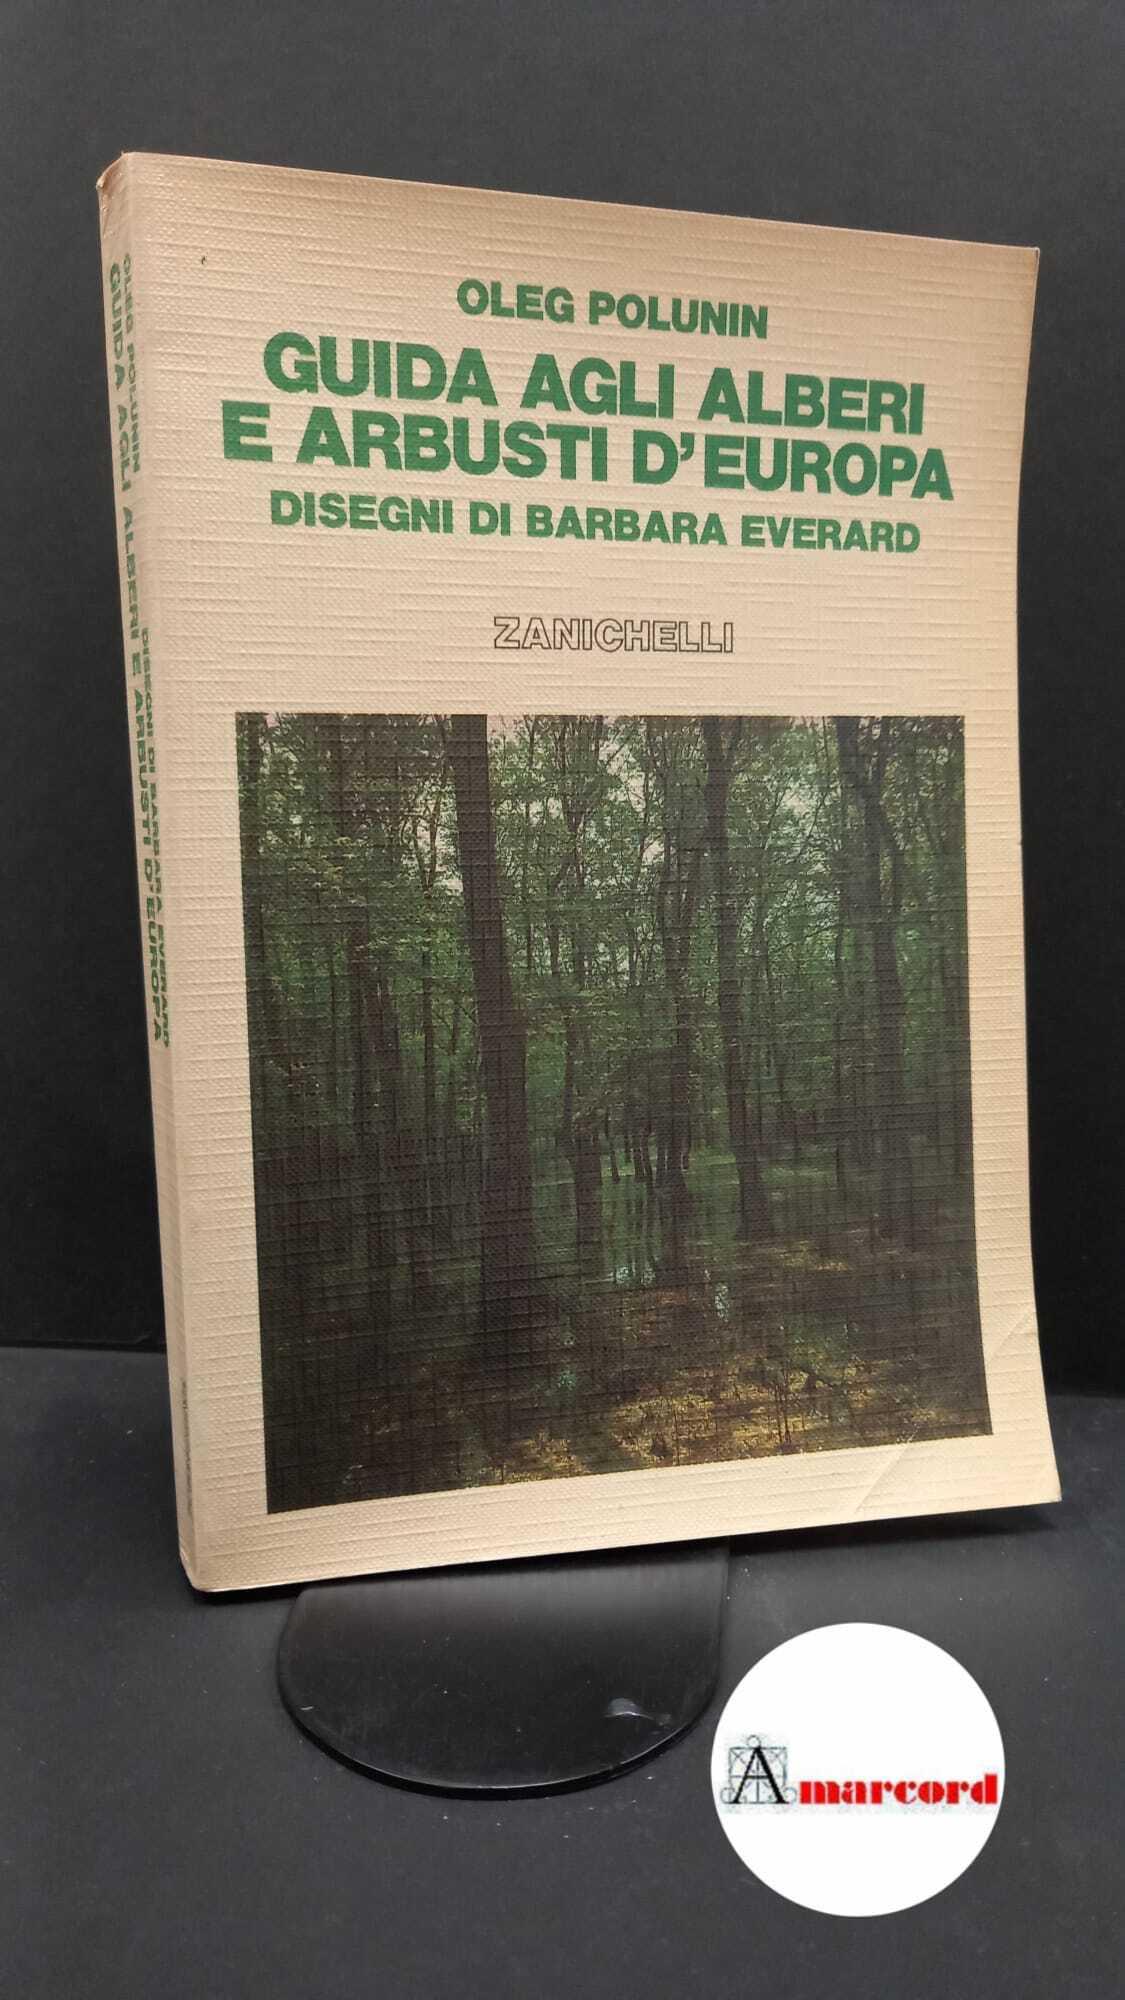 OLEG POLUNIN
GUIDA AGLI ALBERI
E ARBUSTI D'EUROPA
DISEGNI DI BARBARA EVERARD
ZANICHELLI
OLEG POLUNIN
GUIDA AGLI ALBERI E ARBUSTI D'EUROPA
DISEGNI DI BARBARA EVERARD
Amarcord